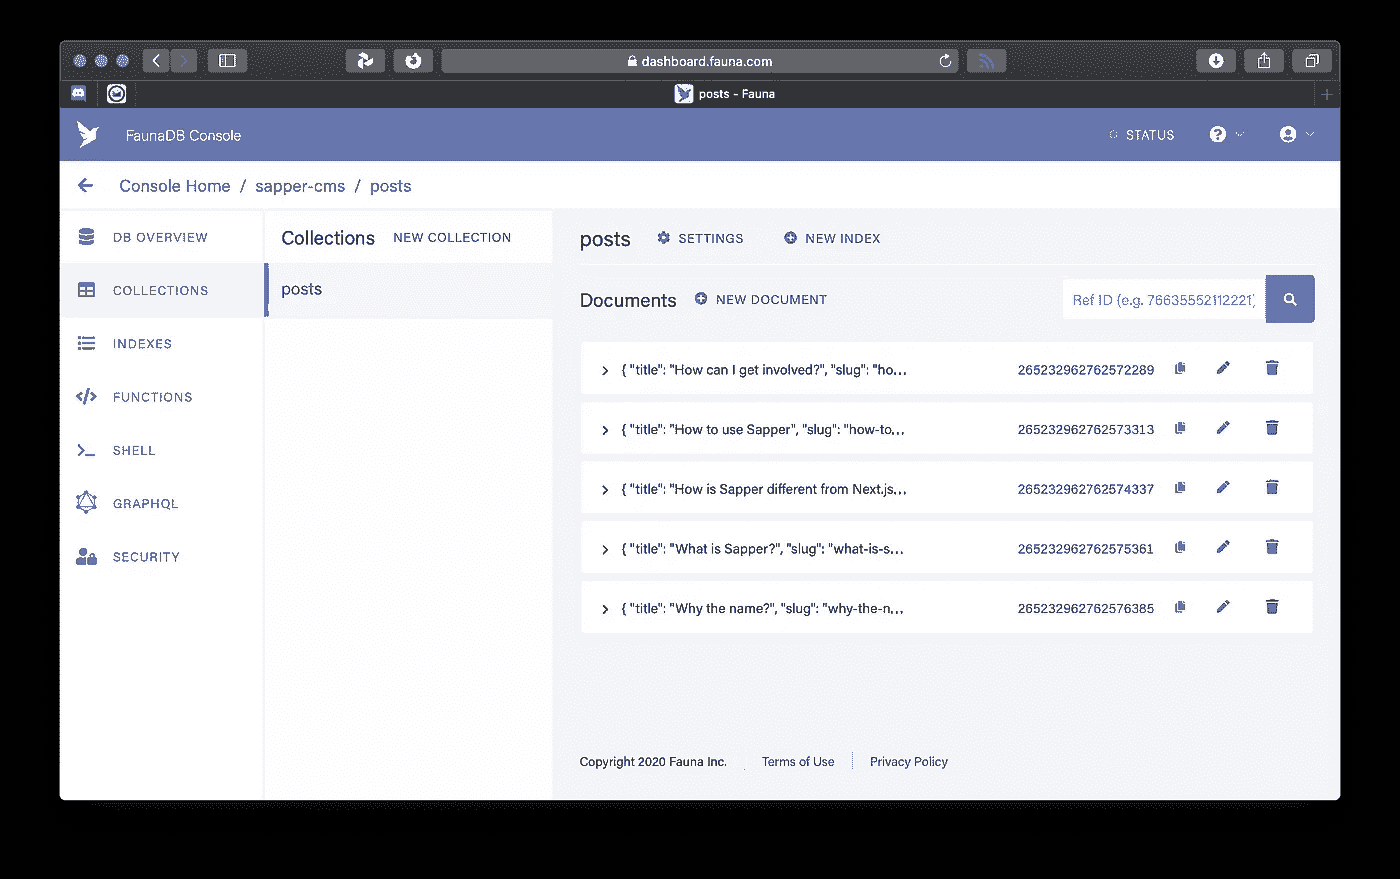 dashboard.fauna.com
posts - Fauna
FaunaDB Console
STATUS
Console Home / sapper-cms / posts
DB OVERVIEW
COLLECTIONS
INDEXES
FUNCTIONS
SHELL
GRAPHQL
SECURITY
Collections NEW COLLECTION
posts
posts SETTINGS NEW INDEX
Documents NEW DOCUMENT
Ref ID (e.g. 76635552112221)
{ "title": "How can I get involved?", "slug": "ho... 265232962762572289
{ "title": "How to use Sapper", "slug": "how-to... 265232962762573313
{ "title": "How is Sapper different from Next.js,... 265232962762574337
{ "title": "What is Sapper?", "slug": "what-is-s... 265232962762575361
{ "title": "Why the name?", "slug": "why-the-n... 265232962762576385
Copyright 2020 Fauna Inc. Terms of Use Privacy Policy